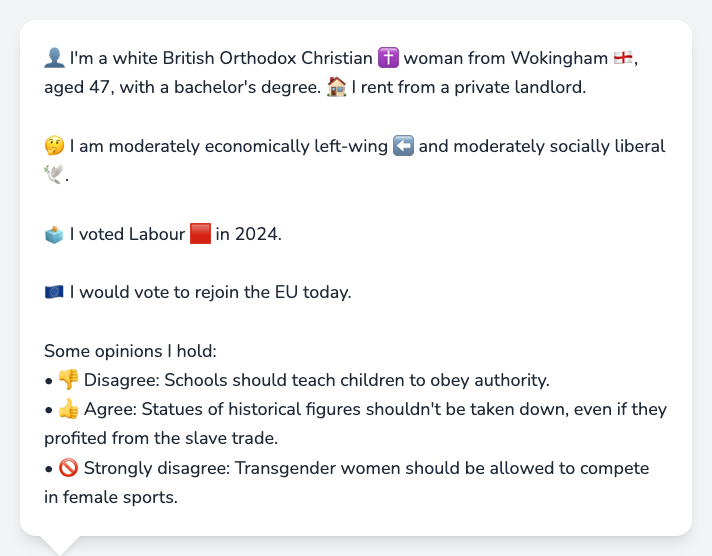 👤 I'm a white British Orthodox Christian ✝️ woman from Wokingham 🏴󠁧󠁢󠁥󠁮󠁧󠁿,
aged 47, with a bachelor's degree. 🏠 I rent from a private landlord.
🤔 I am moderately economically left-wing ⬅️ and moderately socially liberal
🕊️.
🗳️ I voted Labour 🟥 in 2024.
🇪🇺 I would vote to rejoin the EU today.
Some opinions I hold:
• 👎 Disagree: Schools should teach children to obey authority.
• 👍 Agree: Statues of historical figures shouldn't be taken down, even if they
profited from the slave trade.
• 🚫 Strongly disagree: Transgender women should be allowed to compete
in female sports.